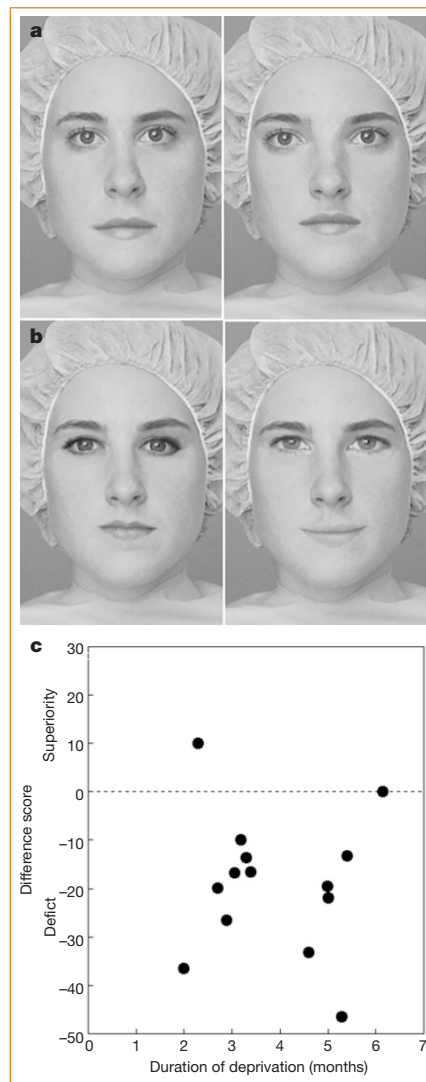 a
b
c
30
20
10
0
–10
–20
–30
–40
–50
Superiority
Difference score
Deficit
0 1 2 3 4 5 6 7
Duration of deprivation (months)